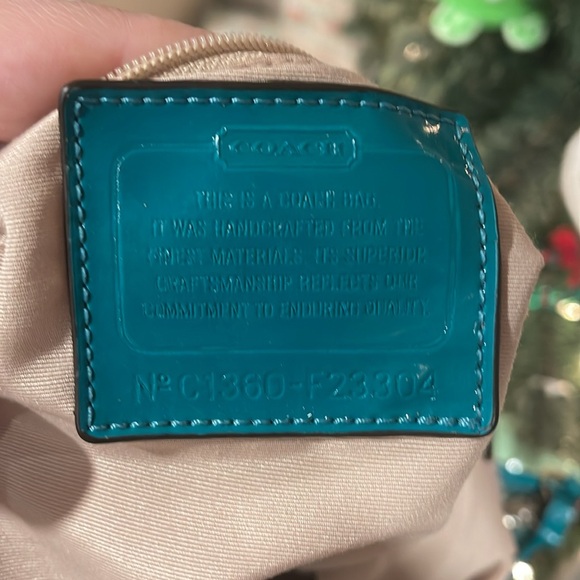 COACH
THIS IS A COACH BAG.
IT WAS HANDCRAFTED FROM THE
FINEST MATERIALS. ITS SUPERIOR
CRAFTSMANSHIP REFLECTS OUR
COMMITMENT TO ENDURING QUALITY.
Nº C1360-F23304